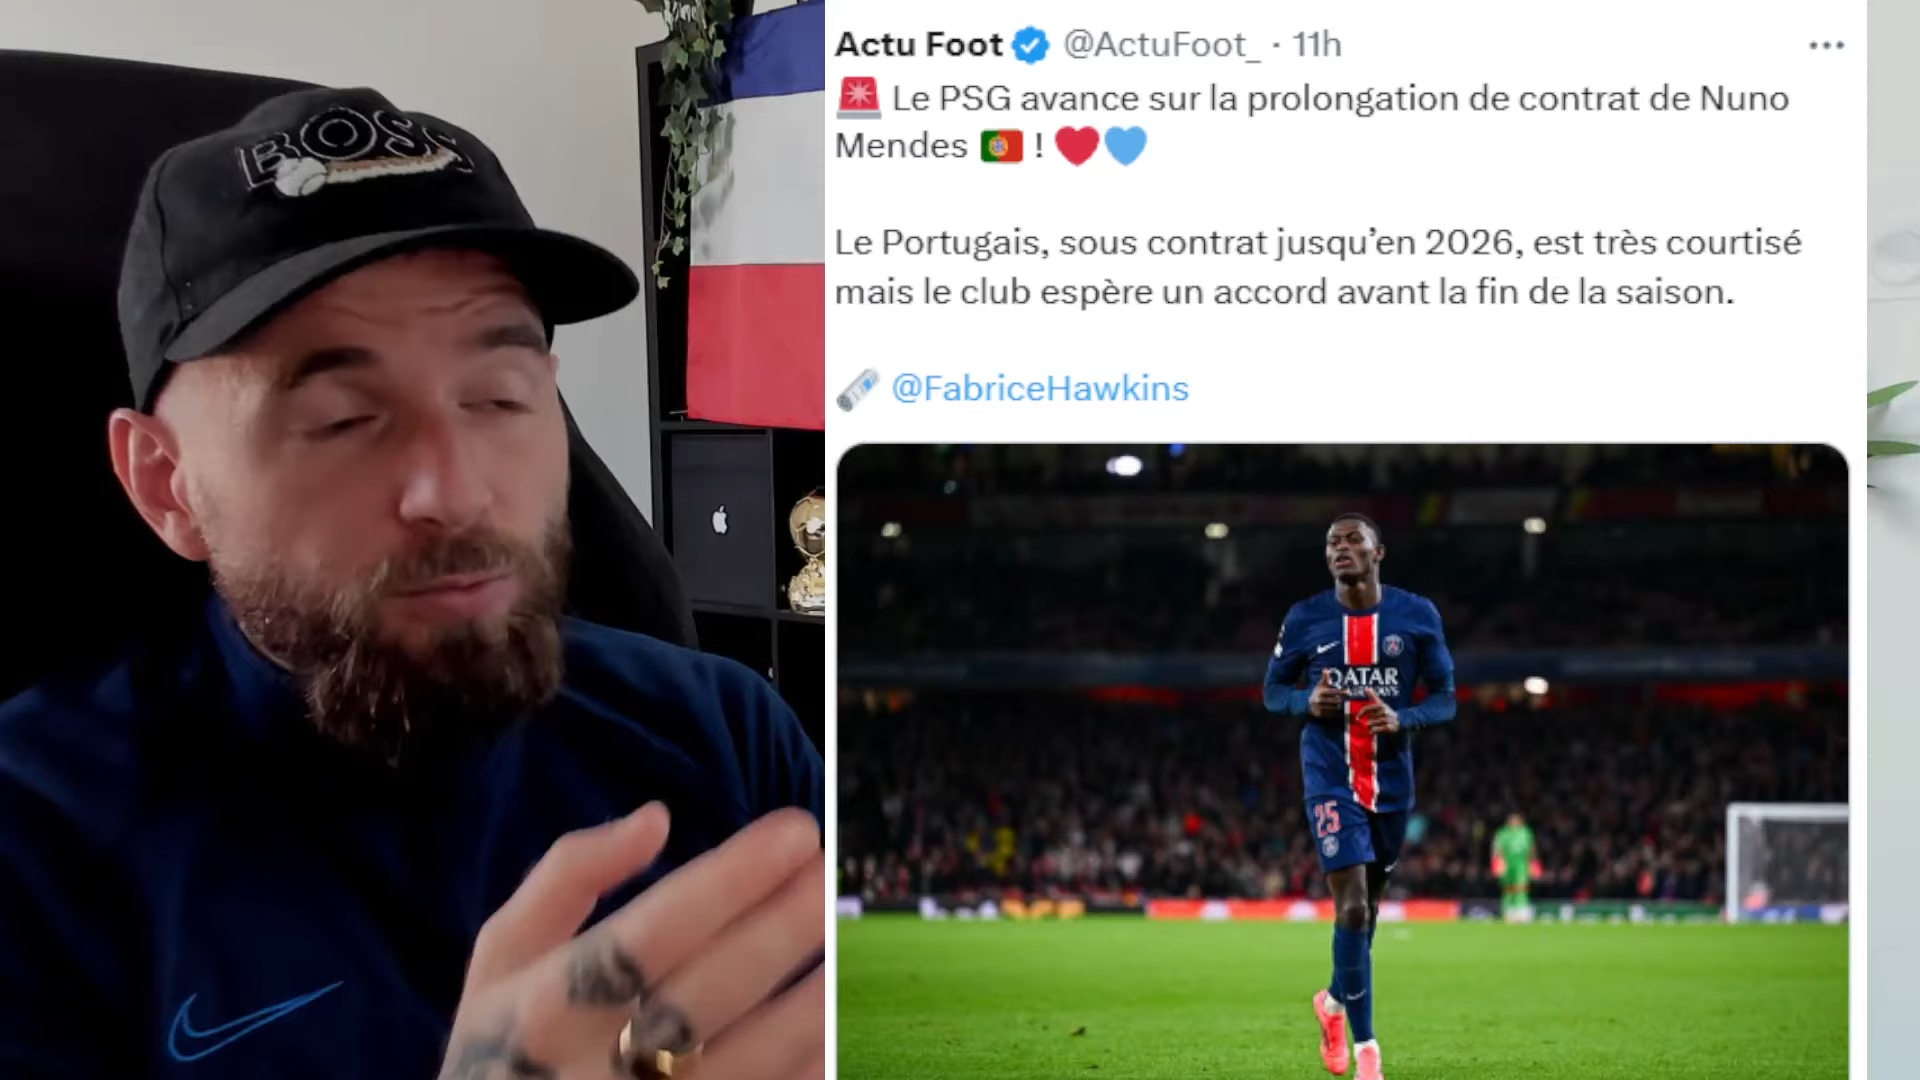 BOSS
Actu Foot @ActuFoot_ · 11h
🚨 Le PSG avance sur la prolongation de contrat de Nuno
Mendes 🇵🇹 ! ❤️💙
Le Portugais, sous contrat jusqu’en 2026, est très courtisé
mais le club espère un accord avant la fin de la saison.
🗞️ @FabriceHawkins
QATAR
AIRWAYS
25